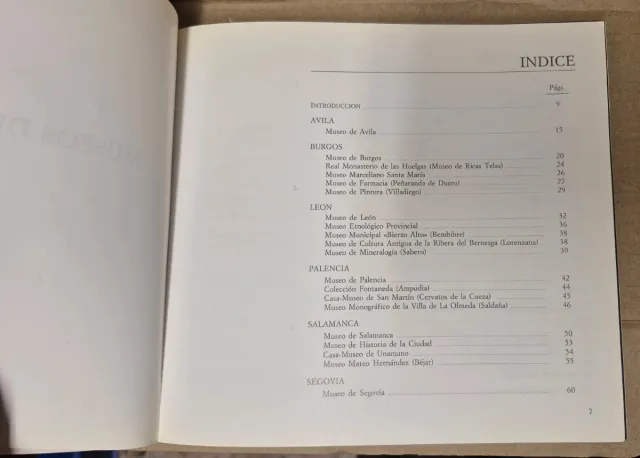 INDICE
Págs.
INTRODUCCION 9
AVILA
Museo de Avila 15
BURGOS
Museo de Burgos 20
Real Monasterio de las Huelgas (Museo de Ricas Telas) 24
Museo Marceliano Santa María 26
Museo de Farmacia (Peñaranda de Duero) 27
Museo de Pintura (Villadiego) 29
LEON
Museo de León 32
Museo Etnológico Provincial 36
Museo Municipal «Bierzo Alto» (Bembibre) 38
Museo de Cultura Antigua de la Ribera del Bernesga (Lorenzana) 38
Museo de Mineralogía (Sabero) 39
PALENCIA
Museo de Palencia 42
Colección Fontaneda (Ampudia) 44
Casa-Museo de San Martín (Cervatos de la Cueza) 45
Museo Monográfico de la Villa de La Olmeda (Saldaña) 46
SALAMANCA
Museo de Salamanca 50
Museo de Historia de la Ciudad 53
Casa-Museo de Unamuno 54
Museo Mateo Hernández (Béjar) 55
SEGOVIA
Museo de Segovia 60
7